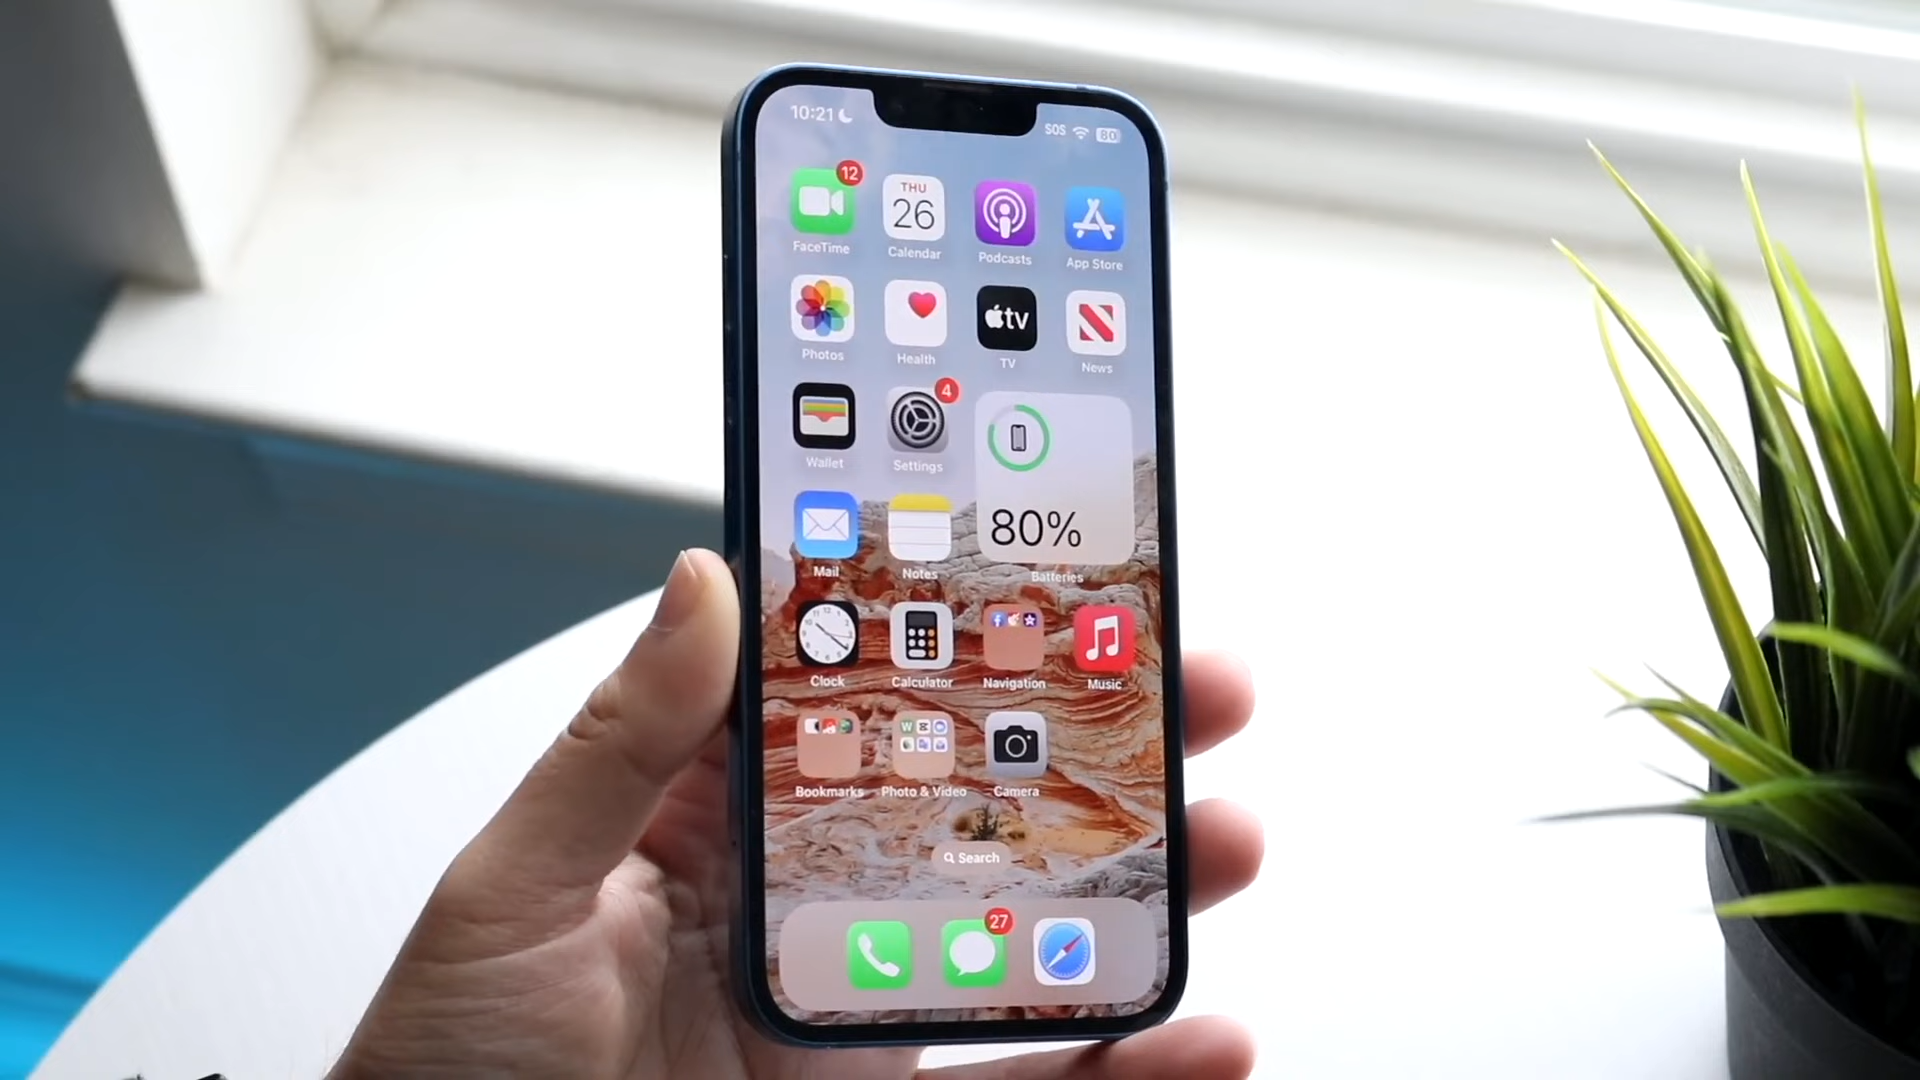 10:21
SOS 80
12
THU
26
FaceTime
Calendar
Podcasts
App Store
tv
Photos
Health
TV
News
4
Wallet
Settings
80%
Mail
Notes
Batteries
Clock
Calculator
Navigation
Music
Bookmarks
Photo & Video
Camera
Search
27